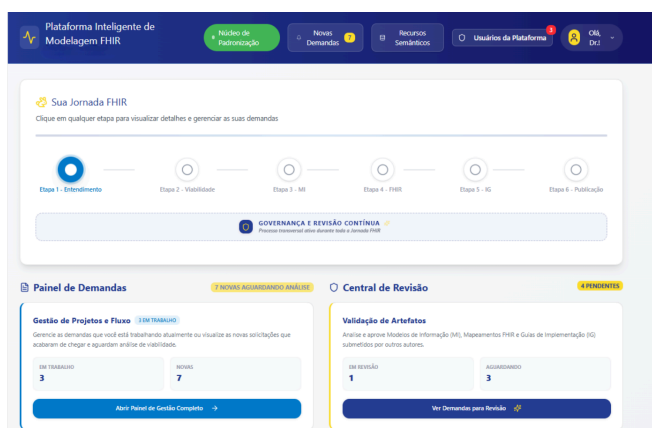 Plataforma Inteligente de
Modelagem FHIR
Núcleo de
Padronização
Novas
Demandas
7
Recursos
Semânticos
Usuários da Plataforma
3
Olá,
Dr.!
Sua Jornada FHIR
Clique em qualquer etapa para visualizar detalhes e gerenciar as suas demandas
Etapa 1 - Entendimento
Etapa 2 - Viabilidade
Etapa 3 - MI
Etapa 4 - FHIR
Etapa 5 - IG
Etapa 6 - Publicação
GOVERNANÇA E REVISÃO CONTÍNUA
Processo transversal ativo durante toda a Jornada FHIR
Painel de Demandas
7 NOVAS AGUARDANDO ANÁLISE
Gestão de Projetos e Fluxo
3 EM TRABALHO
Gerencie as demandas que você está trabalhando atualmente ou visualize as novas solicitações que
acabaram de chegar e aguardam análise de viabilidade.
EM TRABALHO
3
NOVAS
7
Abrir Painel de Gestão Completo →
Central de Revisão
4 PENDENTES
Validação de Artefatos
Analise e aprove Modelos de Informação (MI), Mapeamentos FHIR e Guias de Implementação (IG)
submetidos por outros autores.
EM REVISÃO
1
AGUARDANDO
3
Ver Demandas para Revisão